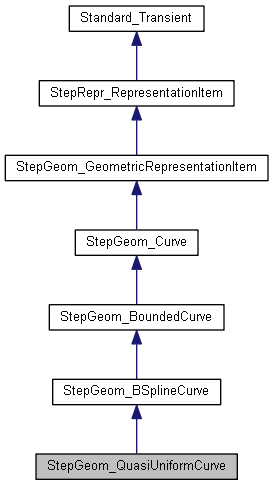 Standard_Transient
StepRepr_RepresentationItem
StepGeom_GeometricRepresentationItem
StepGeom_Curve
StepGeom_BoundedCurve
StepGeom_BSplineCurve
StepGeom_QuasiUniformCurve